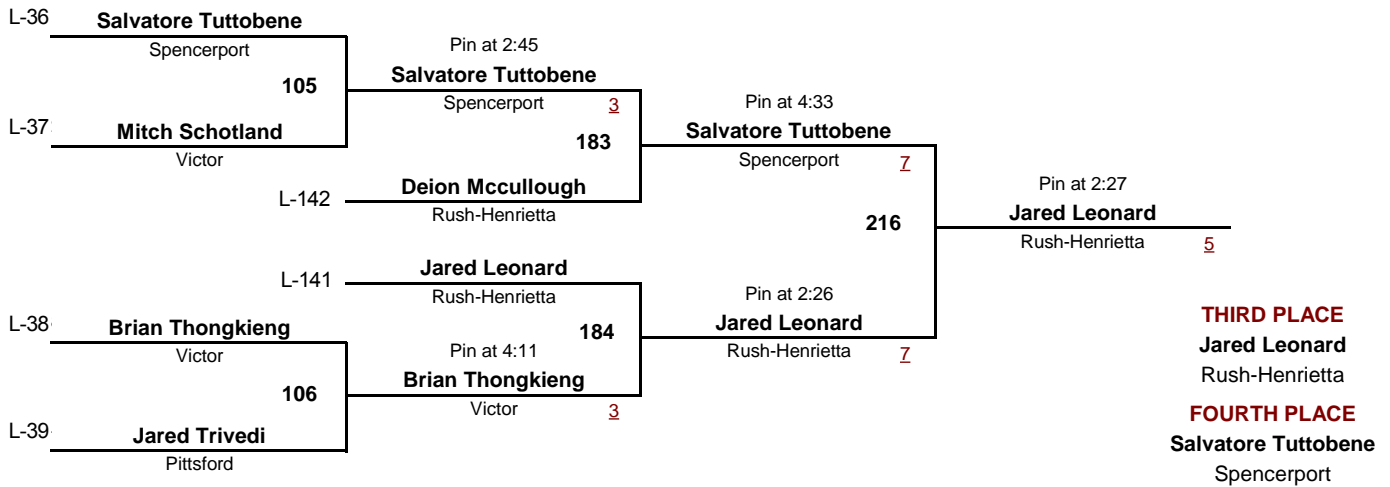 L-36
Salvatore Tuttobene
Spencerport
105
L-37
Mitch Schotland
Victor
Pin at 2:45
Salvatore Tuttobene
Spencerport 3
183
L-142
Deion Mccullough
Rush-Henrietta
Pin at 4:33
Salvatore Tuttobene
Spencerport 7
216
Pin at 2:27
Jared Leonard
Rush-Henrietta 5
L-141
Jared Leonard
Rush-Henrietta
184
L-38
Brian Thongkieng
Victor
106
L-39
Jared Trivedi
Pittsford
Pin at 4:11
Brian Thongkieng
Victor 3
Pin at 2:26
Jared Leonard
Rush-Henrietta 7
THIRD PLACE
Jared Leonard
Rush-Henrietta
FOURTH PLACE
Salvatore Tuttobene
Spencerport